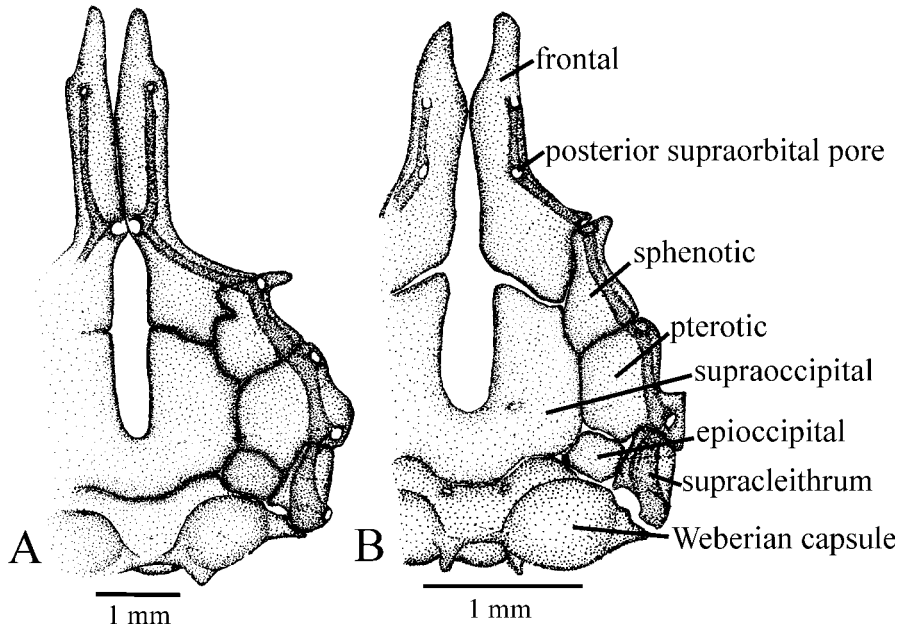 frontal
posterior supraorbital pore
sphenotic
pterotic
supraoccipital
epioccipital
supracleithrum
Weberian capsule
A
B
1 mm
1 mm